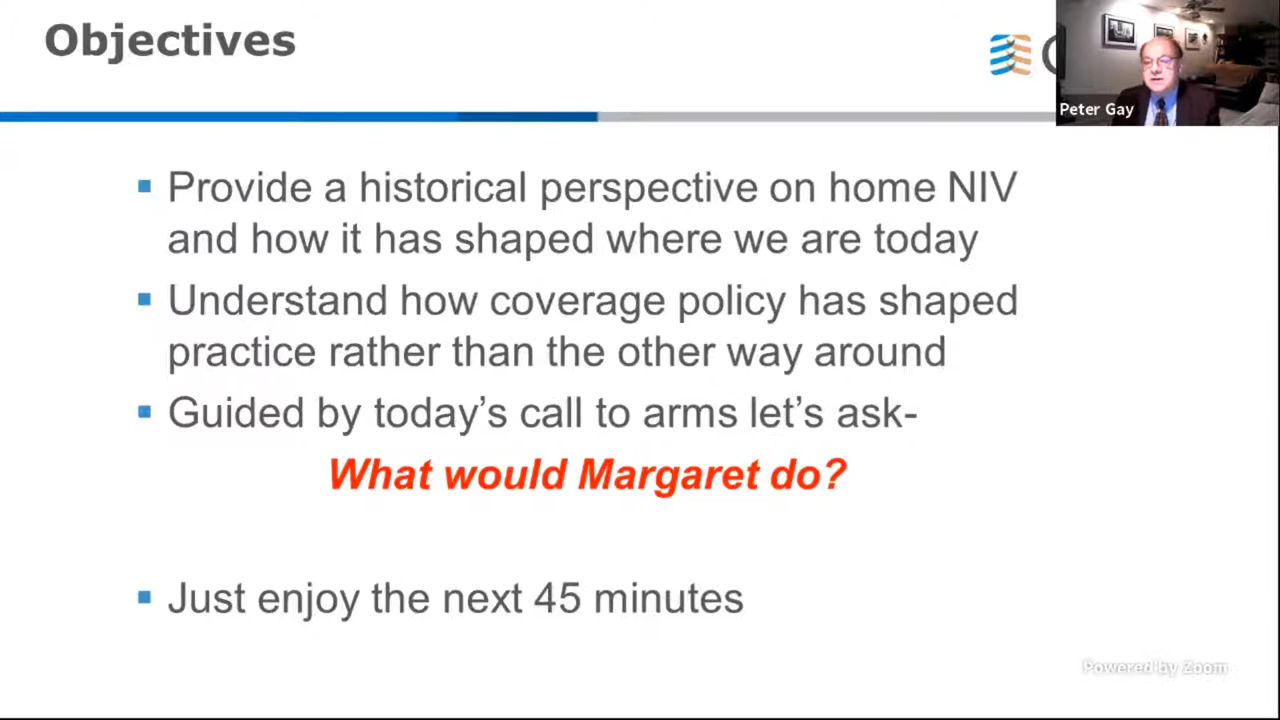 Objectives
Peter Gay
Provide a historical perspective on home NIV
and how it has shaped where we are today
Understand how coverage policy has shaped
practice rather than the other way around
Guided by today's call to arms let's ask-
What would Margaret do?
Just enjoy the next 45 minutes
Powered by Zoom